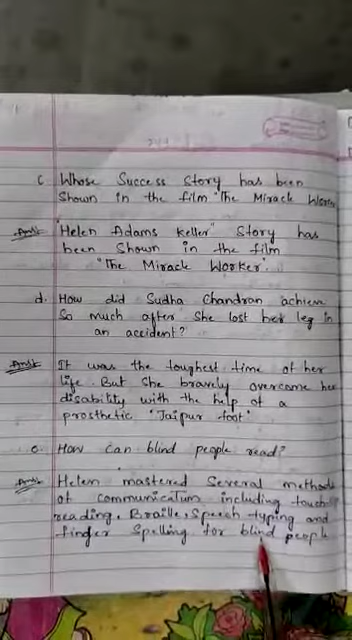 c. Whose Success Story has been
Shown in the film "The Mirack Worker
Ans:- "Helen Adams Keller" Story has
been Shown in the film
"The Mirack Worker".
d. How did Sudha Chandran achieve
So much after She lost her leg in
an accident?
Ans:- It was the toughest time of her
life. But She bravely overcome her
disability with the help of a
prosthetic "Jaipur foot"
e. How can blind people read?
Ans:- Helen mastered Several methods
of communication including touch
reading, Braille, Speech typing and
finger Spelling for blind people